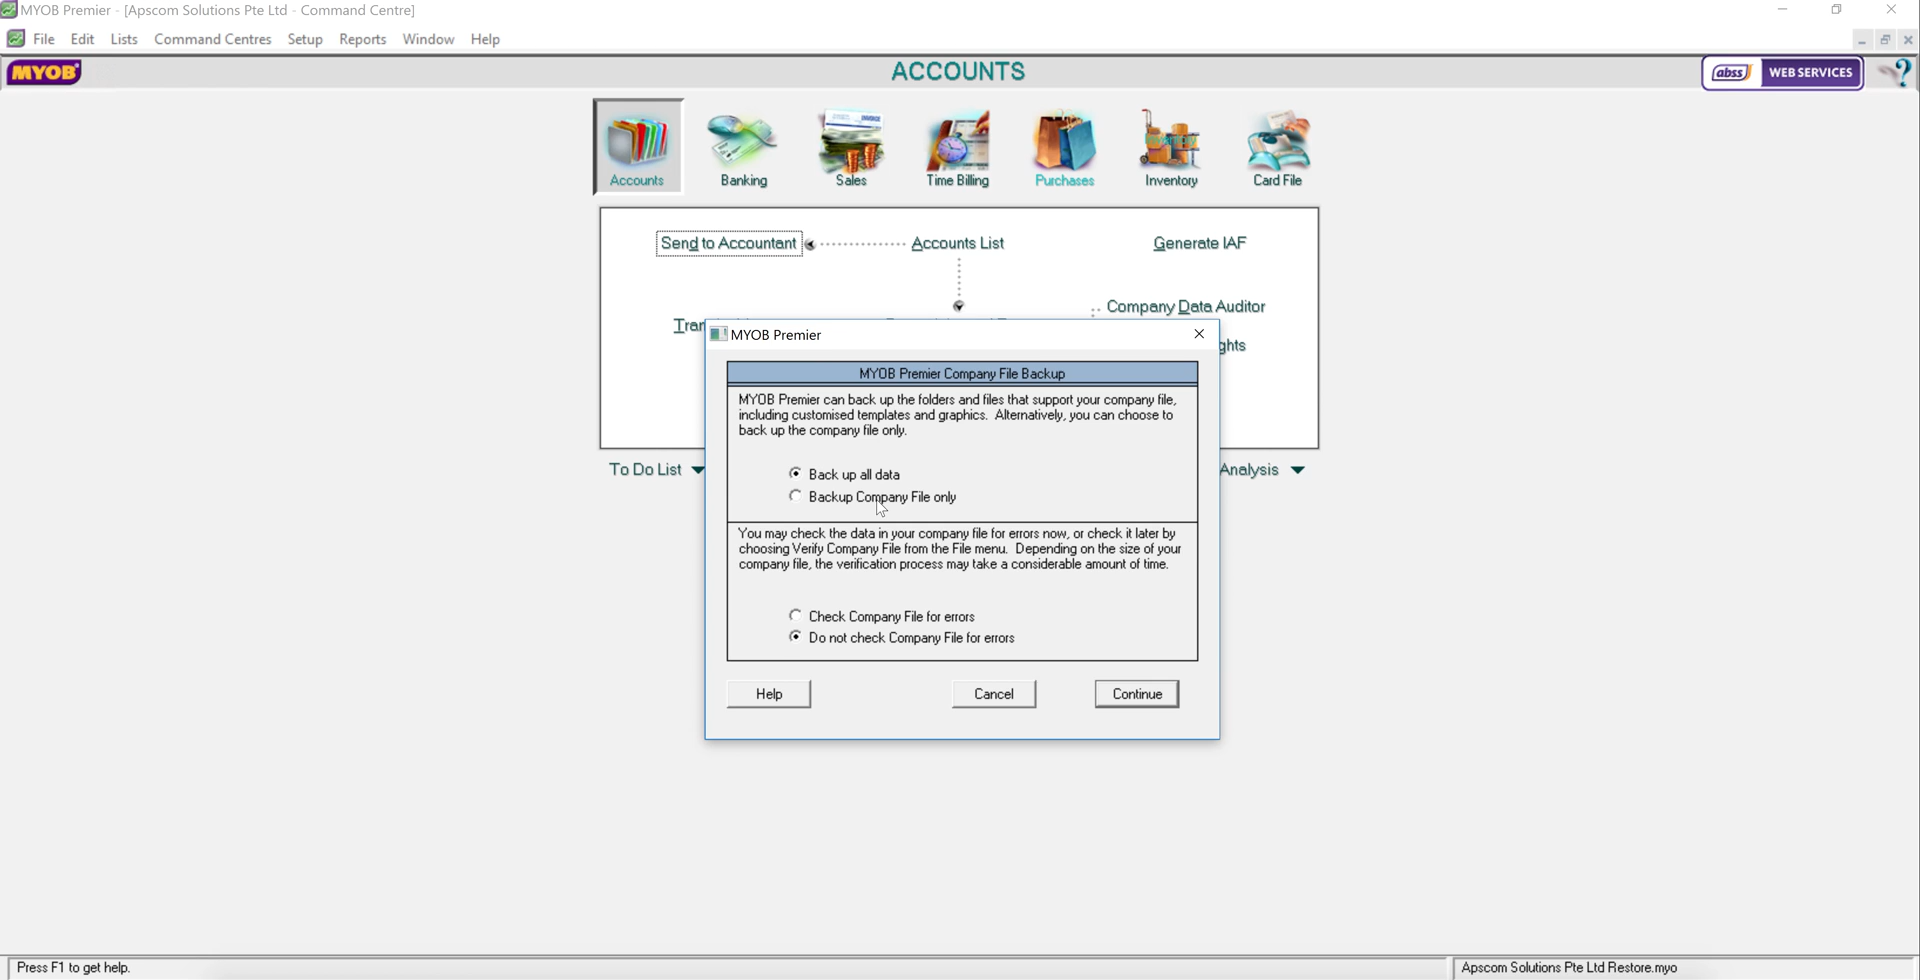 MYOB Premier - [Apscom Solutions Pte Ltd - Command Centre]
File Edit Lists Command Centres Setup Reports Window Help
MYOB ACCOUNTS abss WEB SERVICES
Accounts Banking Sales Time Billing Purchases Inventory Card File
Send to Accountant Accounts List Generate IAF
Company Data Auditor
Tran
ghts
To Do List Analysis
MYOB Premier
MYOB Premier Company File Backup
MYOB Premier can back up the folders and files that support your company file,
including customised templates and graphics. Alternatively, you can choose to
back up the company file only.
Back up all data
Backup Company File only
You may check the data in your company file for errors now, or check it later by
choosing Verify Company File from the File menu. Depending on the size of your
company file, the verification process may take a considerable amount of time.
Check Company File for errors
Do not check Company File for errors
Help Cancel Continue
Press F1 to get help. Apscom Solutions Pte Ltd Restore.myo